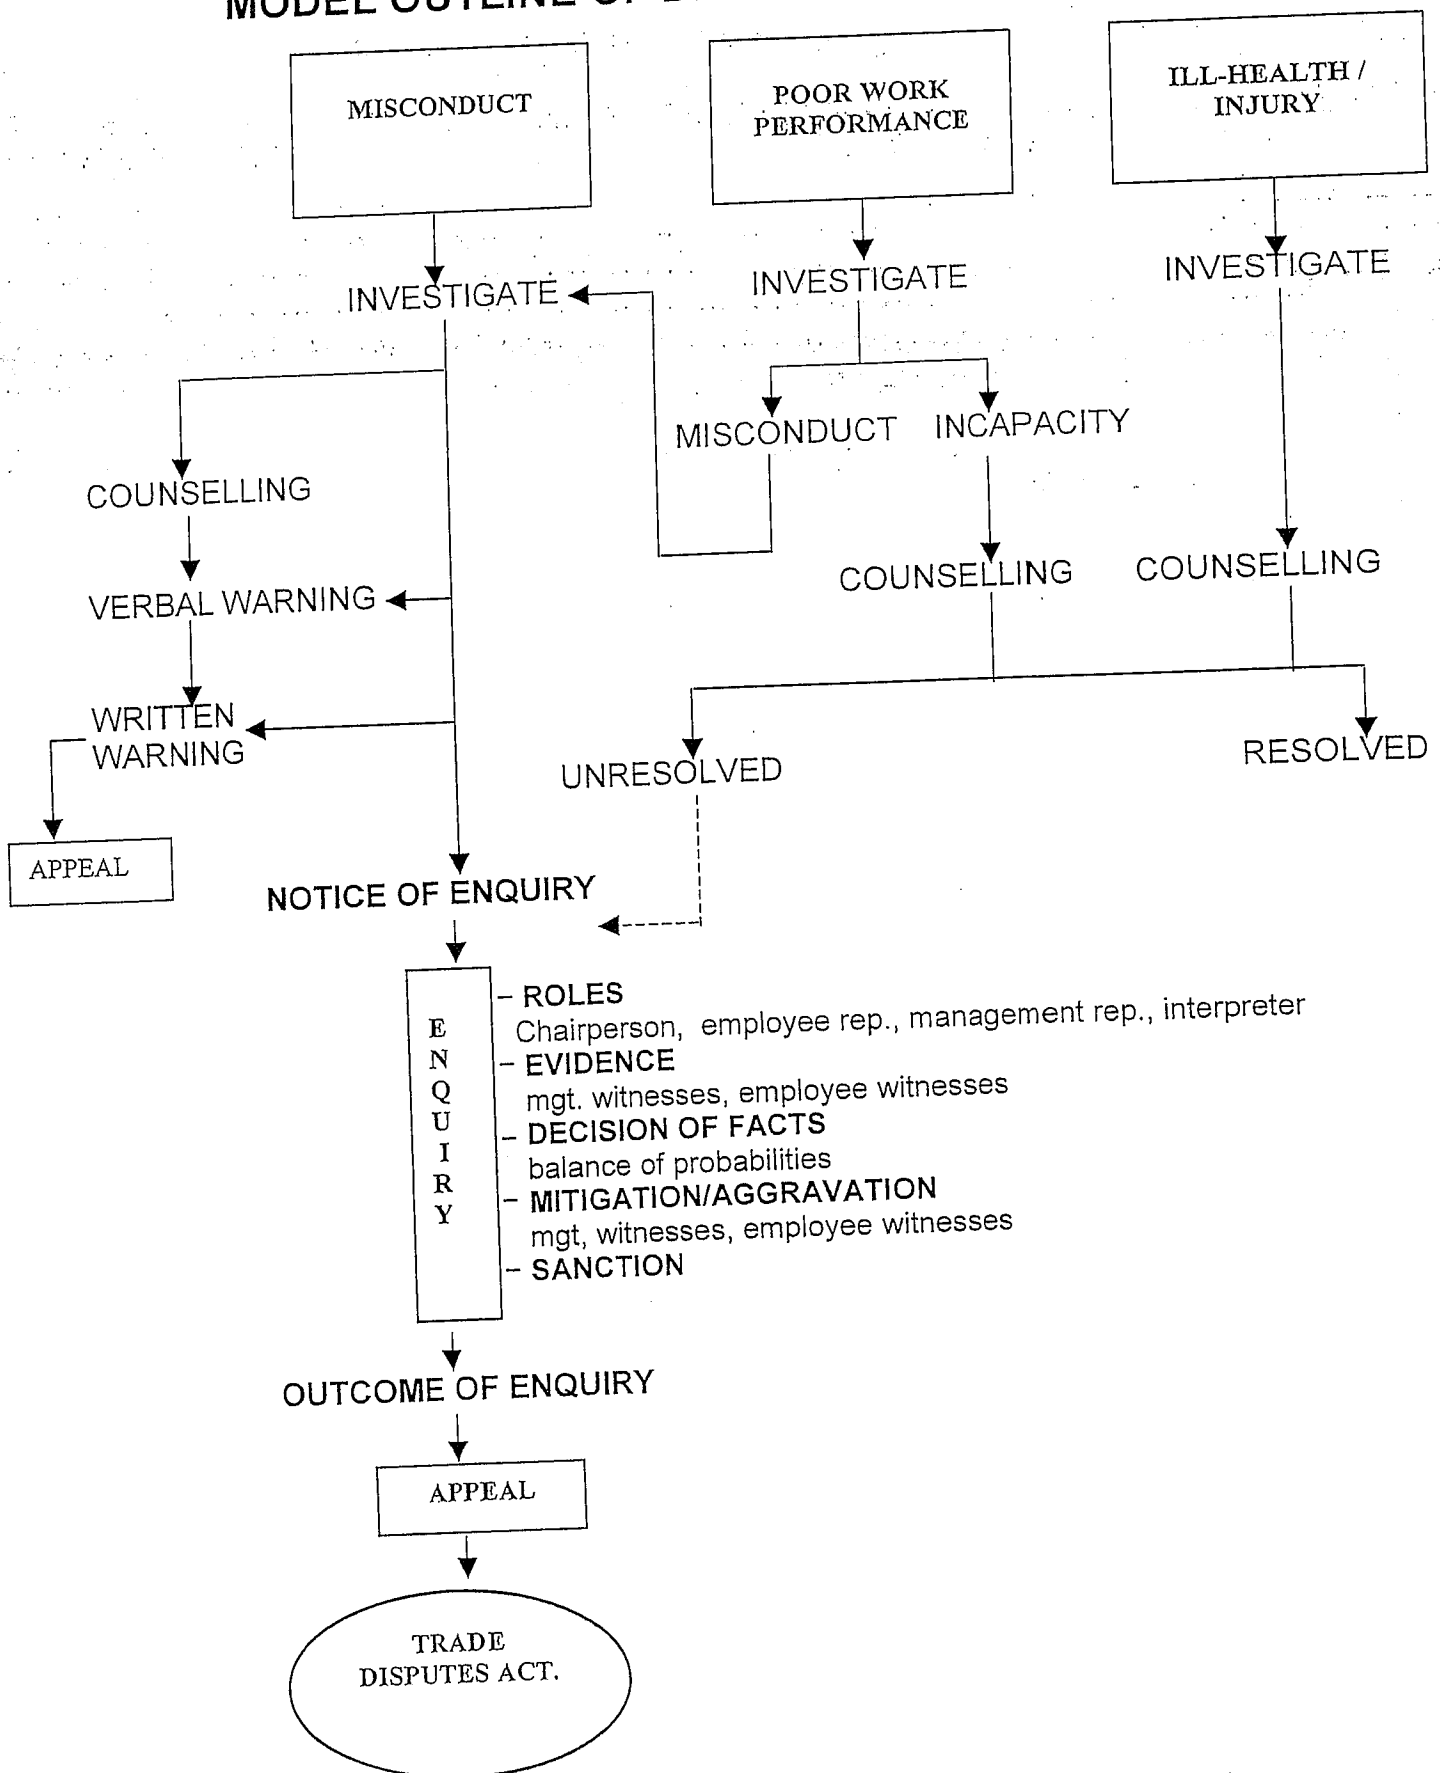 MODEL OUTLINE OF
MISCONDUCT
POOR WORK
PERFORMANCE
ILL-HEALTH /
INJURY
INVESTIGATE
INVESTIGATE
INVESTIGATE
MISCONDUCT
INCAPACITY
COUNSELLING
COUNSELLING
COUNSELLING
VERBAL WARNING
WRITTEN
WARNING
UNRESOLVED
RESOLVED
APPEAL
NOTICE OF ENQUIRY
ENQUIRY
– ROLES
Chairperson, employee rep., management rep., interpreter
– EVIDENCE
mgt. witnesses, employee witnesses
– DECISION OF FACTS
balance of probabilities
– MITIGATION/AGGRAVATION
mgt, witnesses, employee witnesses
– SANCTION
OUTCOME OF ENQUIRY
APPEAL
TRADE
DISPUTES ACT.